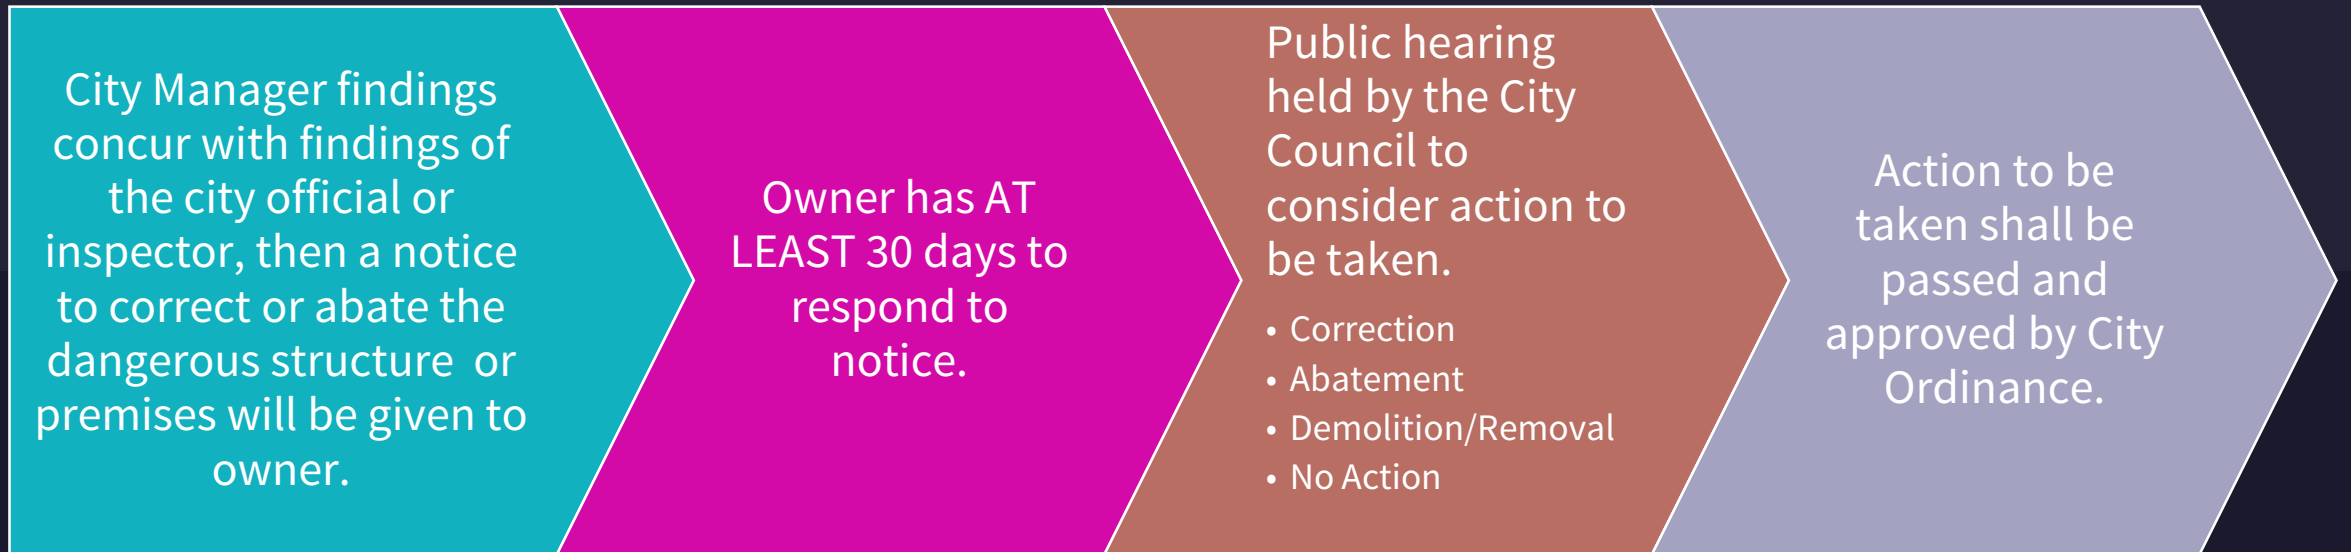 City Manager findings
concur with findings of
the city official or
inspector, then a notice
to correct or abate the
dangerous structure  or
premises will be given to
owner.
Owner has AT
LEAST 30 days to
respond to
notice.
Public hearing
held by the City
Council to
consider action to
be taken.
• Correction
• Abatement
• Demolition/Removal
• No Action
Action to be
taken shall be
passed and
approved by City
Ordinance.